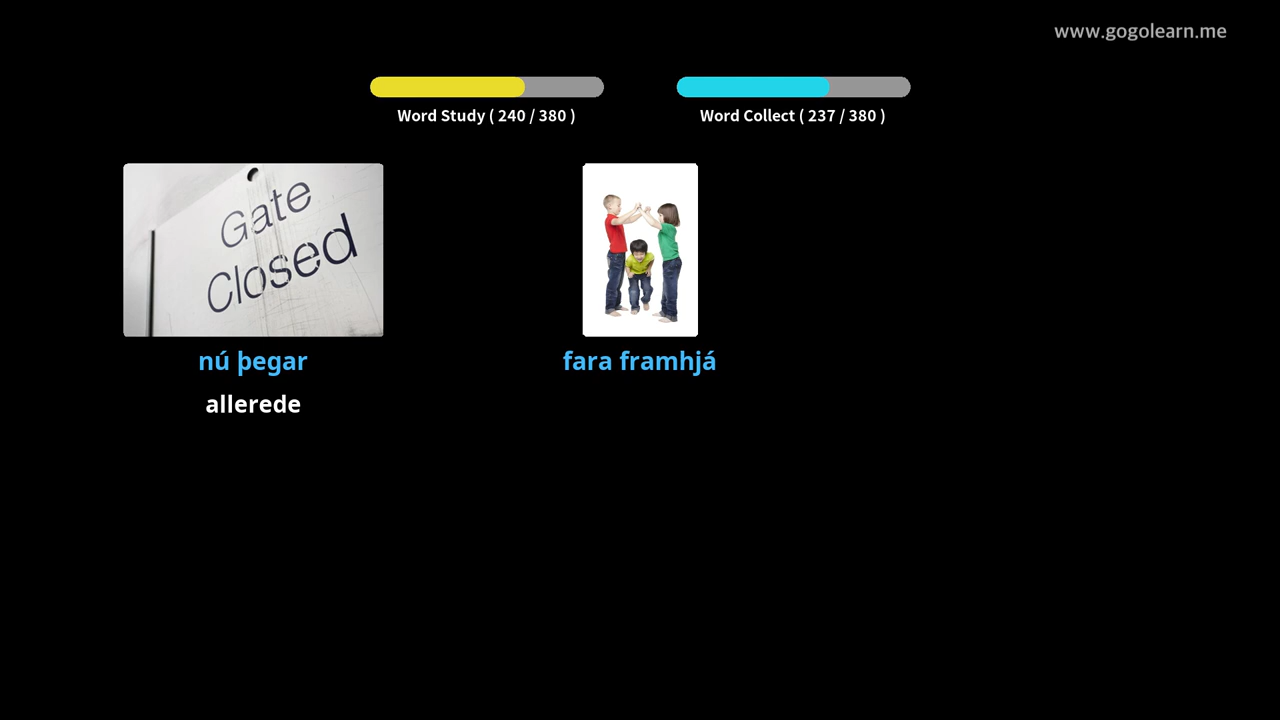 www.gogolearn.me
Word Study ( 240 / 380 )
Word Collect ( 237 / 380 )
Gate
Closed
nú þegar
fara framhjá
allerede